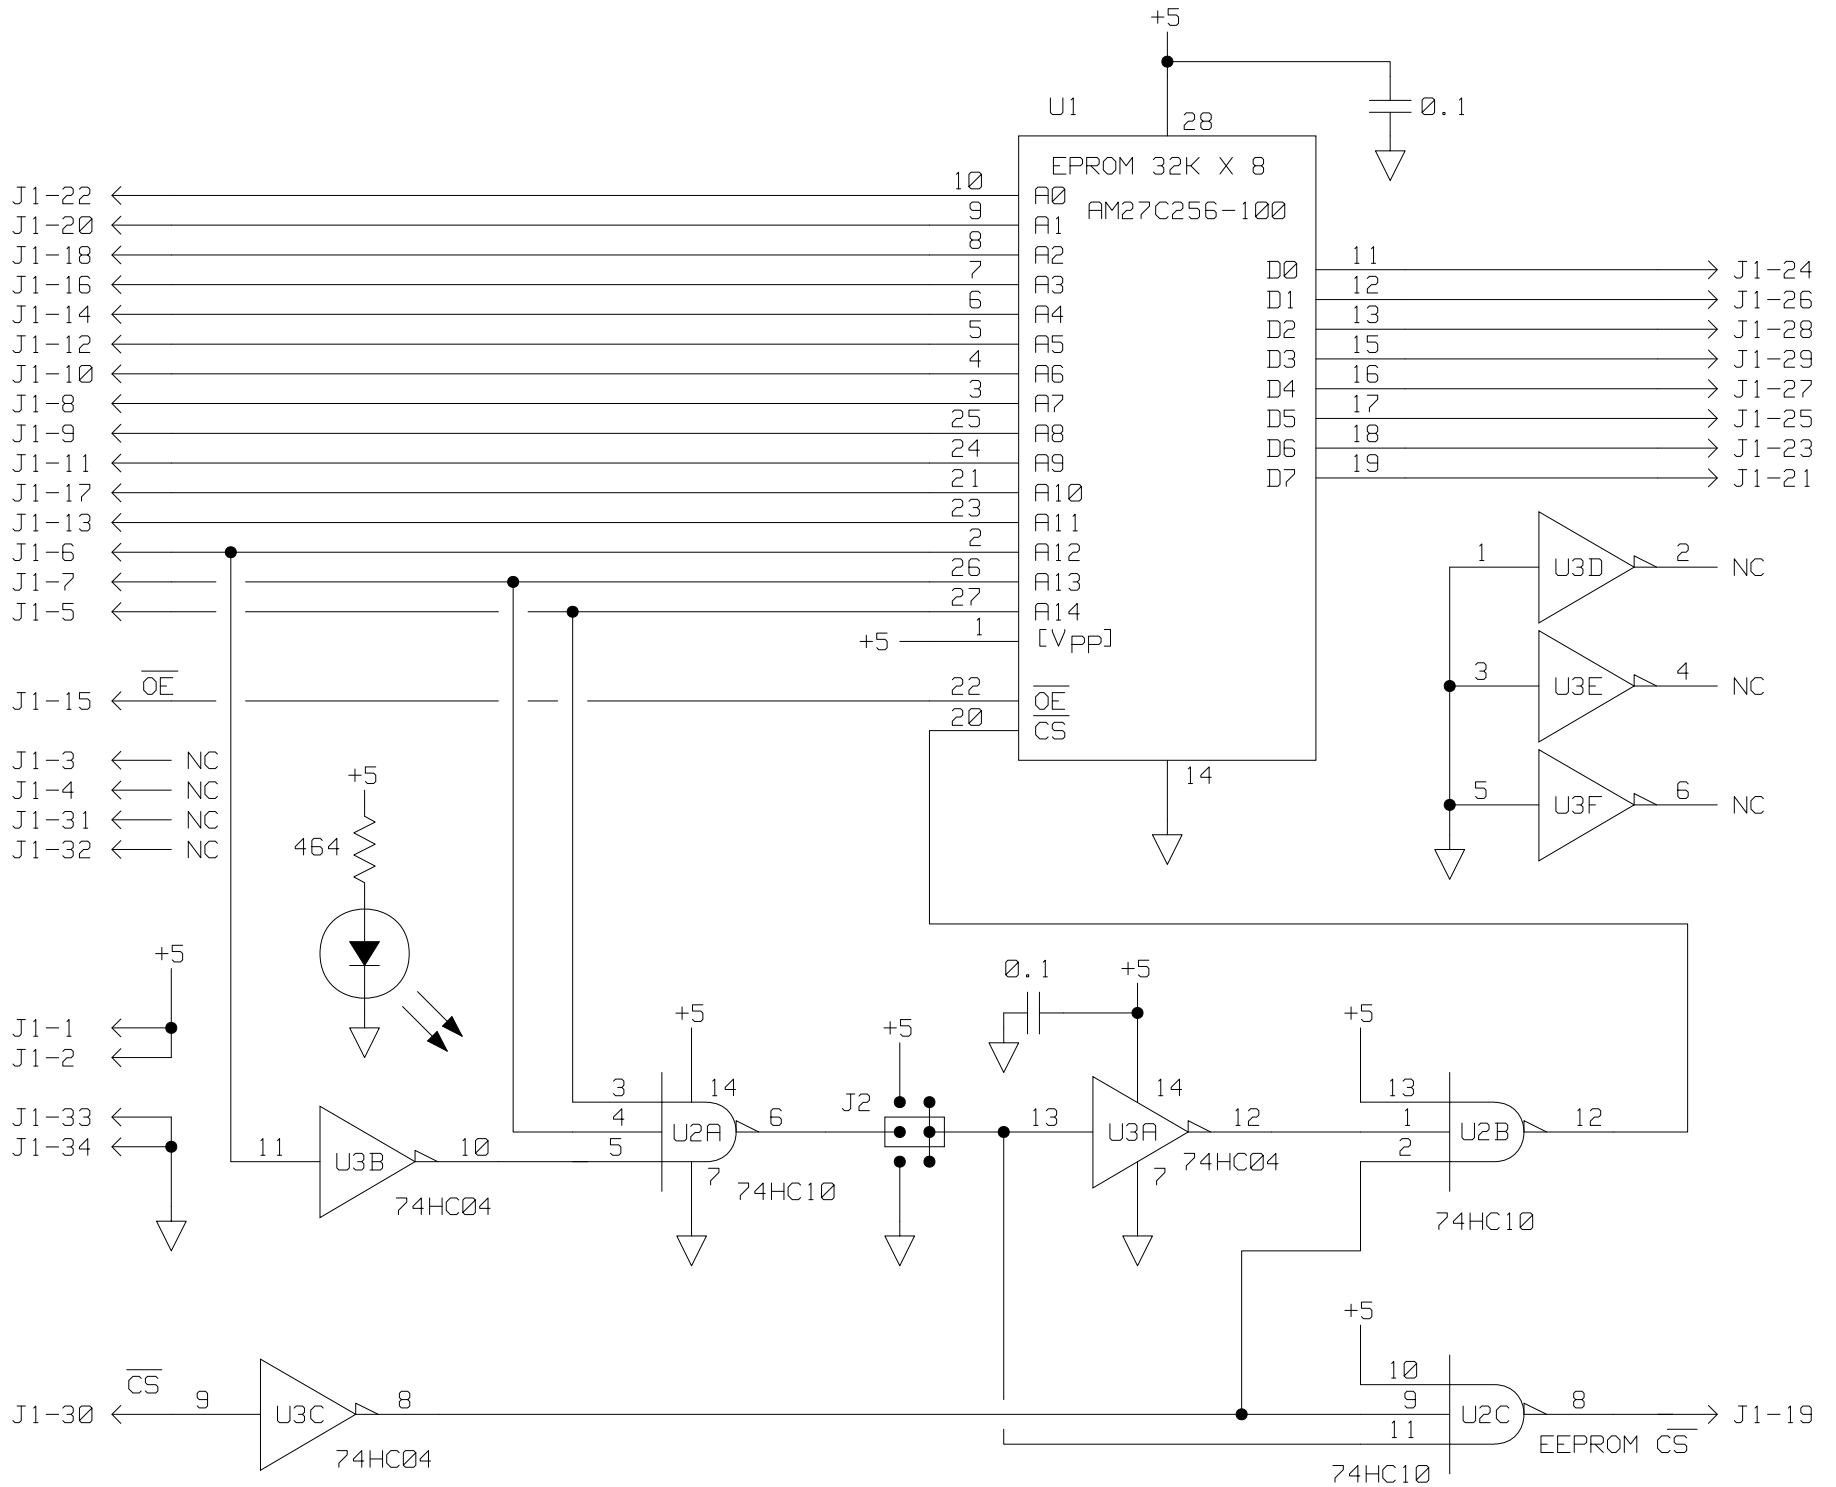 +5
U1
28
0.1
EPROM 32K X 8
AM27C256-100
J1-22 10 A0
J1-20 9 A1
J1-18 8 A2
J1-16 7 A3
J1-14 6 A4
J1-12 5 A5
J1-10 4 A6
J1-8 3 A7
J1-9 25 A8
J1-11 24 A9
J1-17 21 A10
J1-13 23 A11
J1-6 2 A12
J1-7 26 A13
J1-5 27 A14
+5 1 [VPP]
J1-15 OE 22 OE
20 CS
D0 11 J1-24
D1 12 J1-26
D2 13 J1-28
D3 15 J1-29
D4 16 J1-27
D5 17 J1-25
D6 18 J1-23
D7 19 J1-21
14
1 U3D 2 NC
3 U3E 4 NC
5 U3F 6 NC
J1-3 NC
J1-4 NC
J1-31 NC
J1-32 NC
+5
464
+5
J1-1
J1-2
J1-33
J1-34
11 U3B 10
74HC04
+5
3 14
4 U2A 6
5
7
74HC10
+5
J2
0.1
+5
14
13 U3A 12
74HC04
7
+5
13
1 U2B 12
2
74HC10
J1-30 CS 9 U3C 8
74HC04
+5
10
9 U2C 8 J1-19
11
EEPROM CS
74HC10